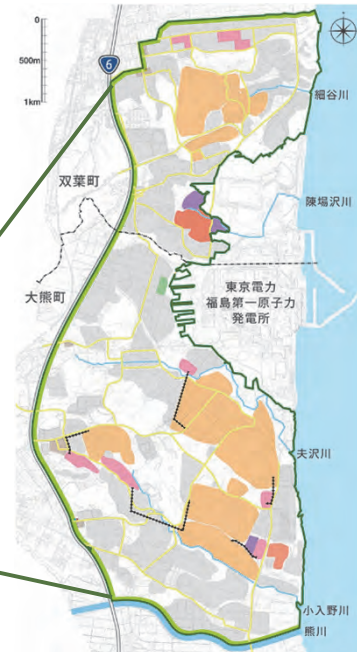 0
500m
1km
6
細谷川
双葉町
陳場沢川
大熊町
東京電力
福島第一原子力
発電所
夫沢川
小入野川
熊川